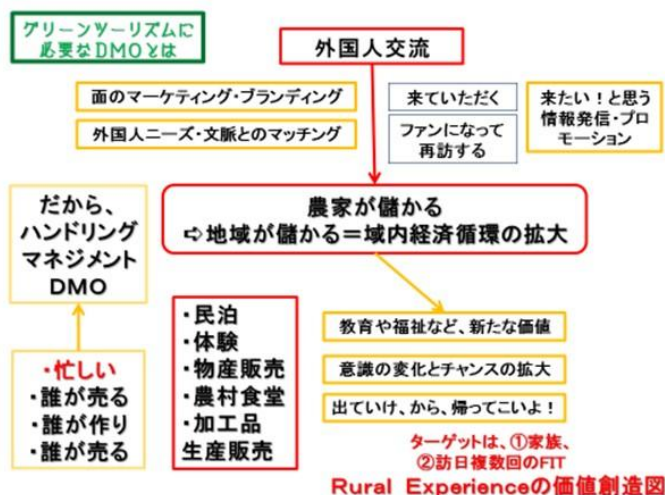 グリーンツーリズムに
必要なDMOとは
外国人交流
面のマーケティング・ブランディング
外国人ニーズ・文脈とのマッチング
来ていただく
ファンになって
再訪する
来たい！と思う
情報発信・プロ
モーション
農家が儲かる
⇨地域が儲かる＝域内経済循環の拡大
だから、
ハンドリング
マネジメント
DMO
・忙しい
・誰が売る
・誰が作り
・誰が売る
・民泊
・体験
・物産販売
・農村食堂
・加工品
生産販売
教育や福祉など、新たな価値
意識の変化とチャンスの拡大
出ていけ、から、帰ってこいよ！
ターゲットは、①家族、
②訪日複数回のFIT
Rural Experienceの価値創造図